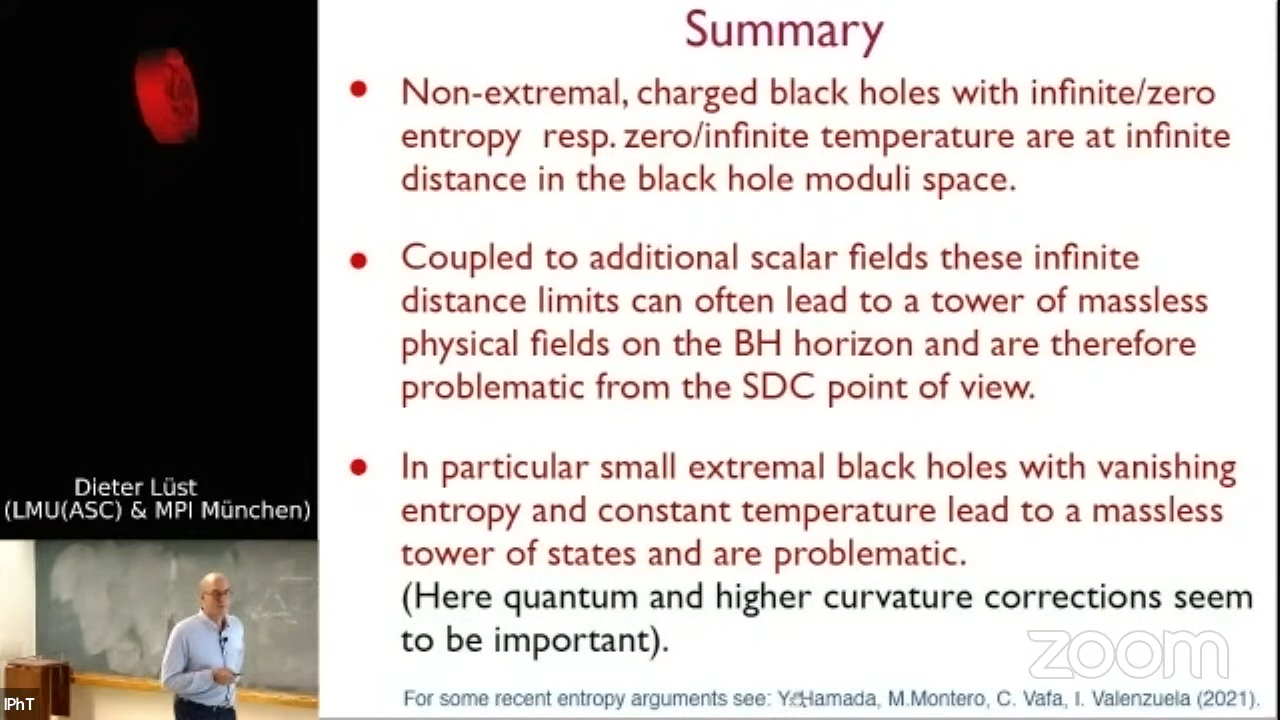 Summary
• Non-extremal, charged black holes with infinite/zero
entropy resp. zero/infinite temperature are at infinite
distance in the black hole moduli space.
• Coupled to additional scalar fields these infinite
distance limits can often lead to a tower of massless
physical fields on the BH horizon and are therefore
problematic from the SDC point of view.
• In particular small extremal black holes with vanishing
entropy and constant temperature lead to a massless
tower of states and are problematic.
(Here quantum and higher curvature corrections seem
to be important).
For some recent entropy arguments see: Y. Hamada, M.Montero, C. Vafa, I. Valenzuela (2021).
zoom
Dieter Lüst
(LMU(ASC) & MPI München)
IPhT